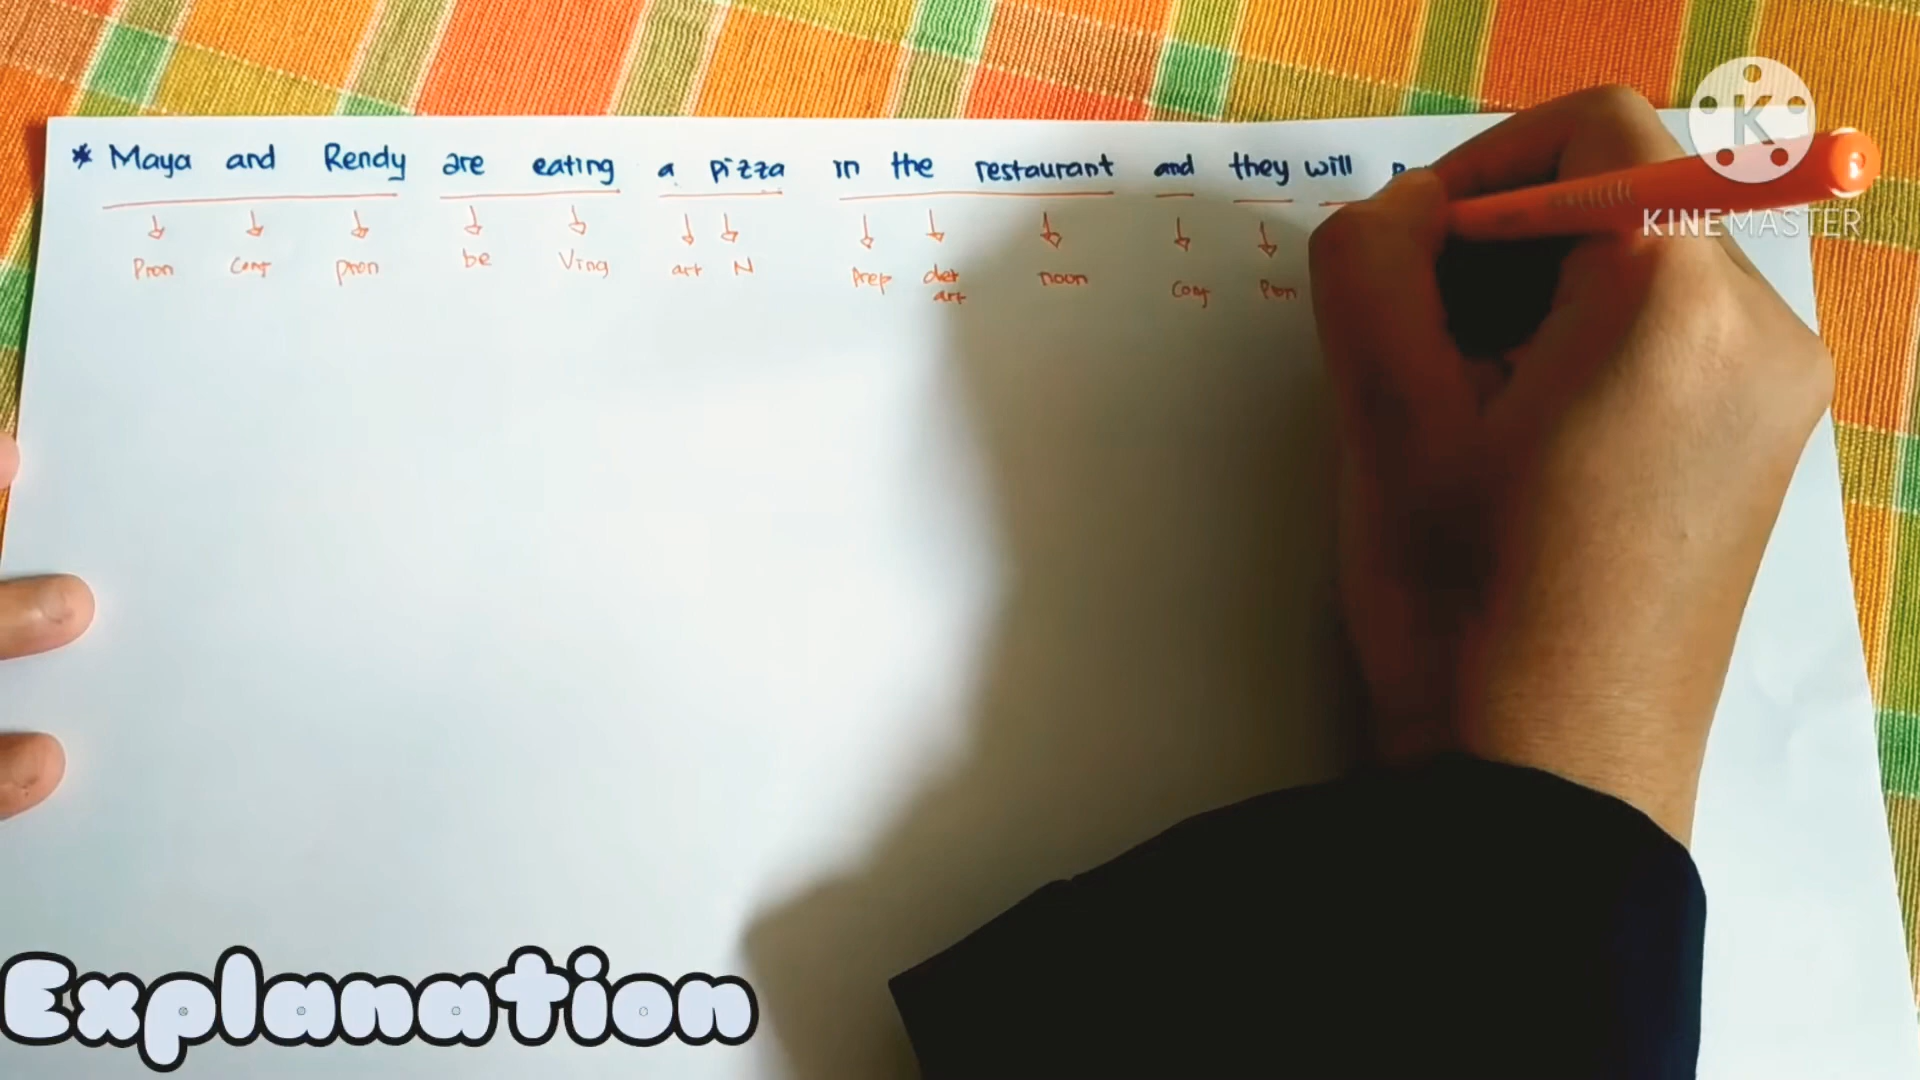 * Maya and Rendy are eating a pizza in the restaurant and they will
Pron Conj pron be Ving art N Prep det noun Conj Pron
art
K
KINEMASTER
Explanation